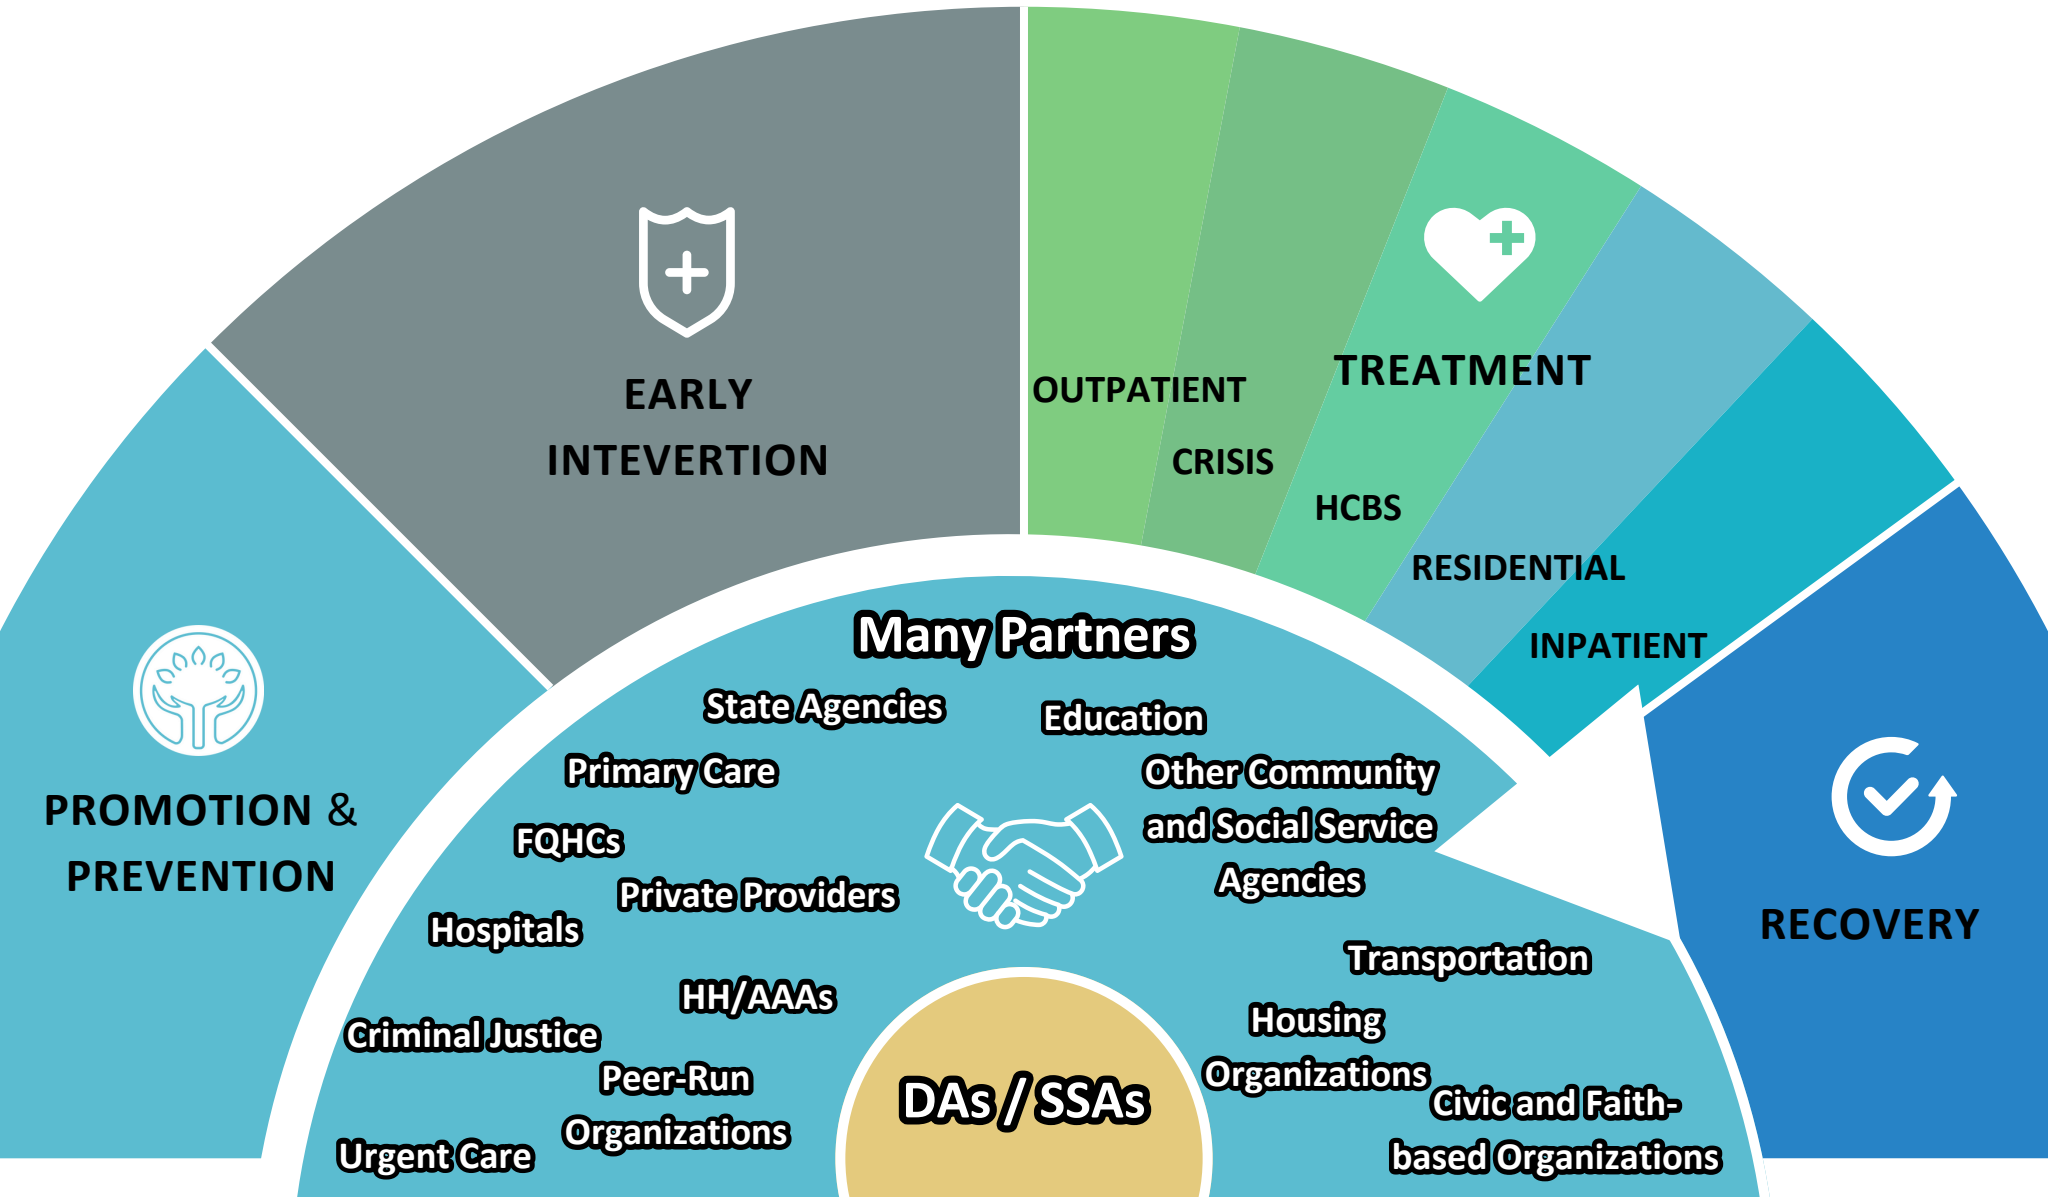 EARLY
INTEVERTION
OUTPATIENT
CRISIS
TREATMENT
HCBS
RESIDENTIAL
INPATIENT
PROMOTION &
PREVENTION
RECOVERY
Many Partners
State Agencies
Education
Primary Care
Other Community
and Social Service
Agencies
FQHCs
Private Providers
Hospitals
Transportation
HH/AAAs
Housing
Organizations
Criminal Justice
Peer-Run
Organizations
DAs / SSAs
Civic and Faith-
based Organizations
Urgent Care